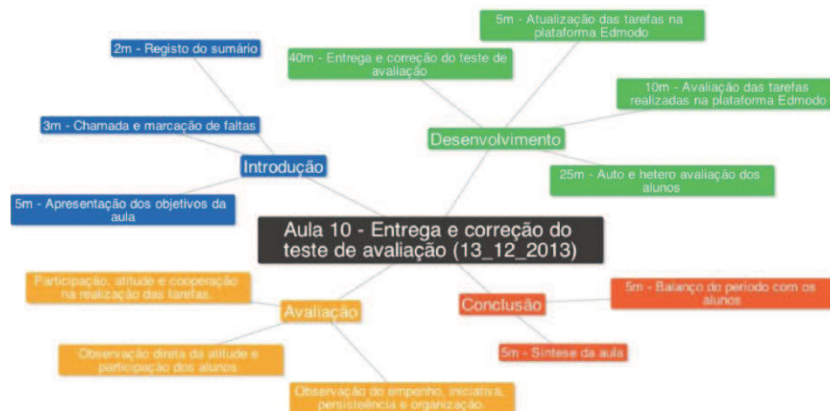 2m - Registo do sumário
3m - Chamada e marcação de faltas
Introdução
5m - Apresentação dos objetivos da
aula
5m - Atualização das tarefas na
plataforma Edmodo
40m - Entrega e correção do teste de
avaliação
10m - Avaliação das tarefas
realizadas na plataforma Edmodo
Desenvolvimento
25m - Auto e hetero avaliação dos
alunos
Aula 10 - Entrega e correção do
teste de avaliação (13_12_2013)
Participação, atitude e cooperação
na realização das tarefas.
Avaliação
Observação direta da atitude e
participação dos alunos
Observação do empenho, iniciativa,
persisteência e organização.
Conclusão
5m - Balanço do periodo com os
alunos
5m - Sintese da aula